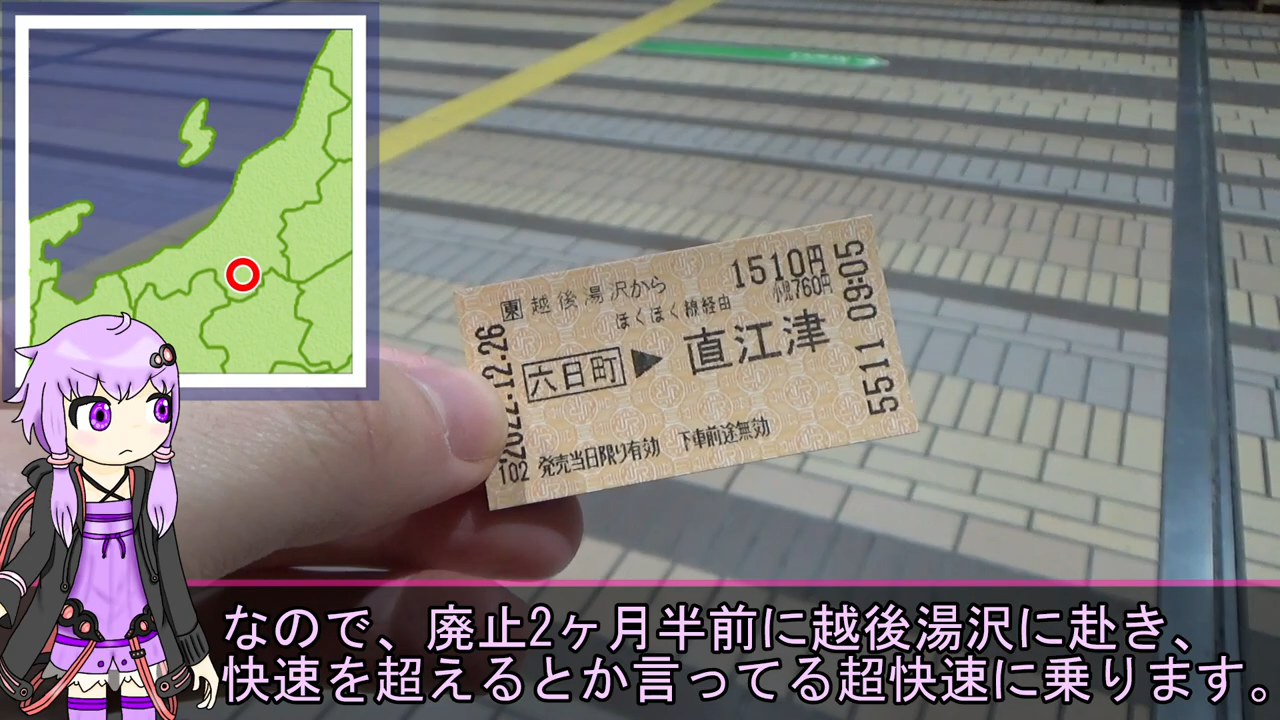 東 越後湯沢から
1510円
小児760円
ほくほく線経由
六日町 ▶ 直江津
2022.12.26
5511 09:05
T02 発売当日限り有効 下車前途無効
なので、廃止2ヶ月半前に越後湯沢に赴き、
快速を超えるとか言ってる超快速に乗ります。